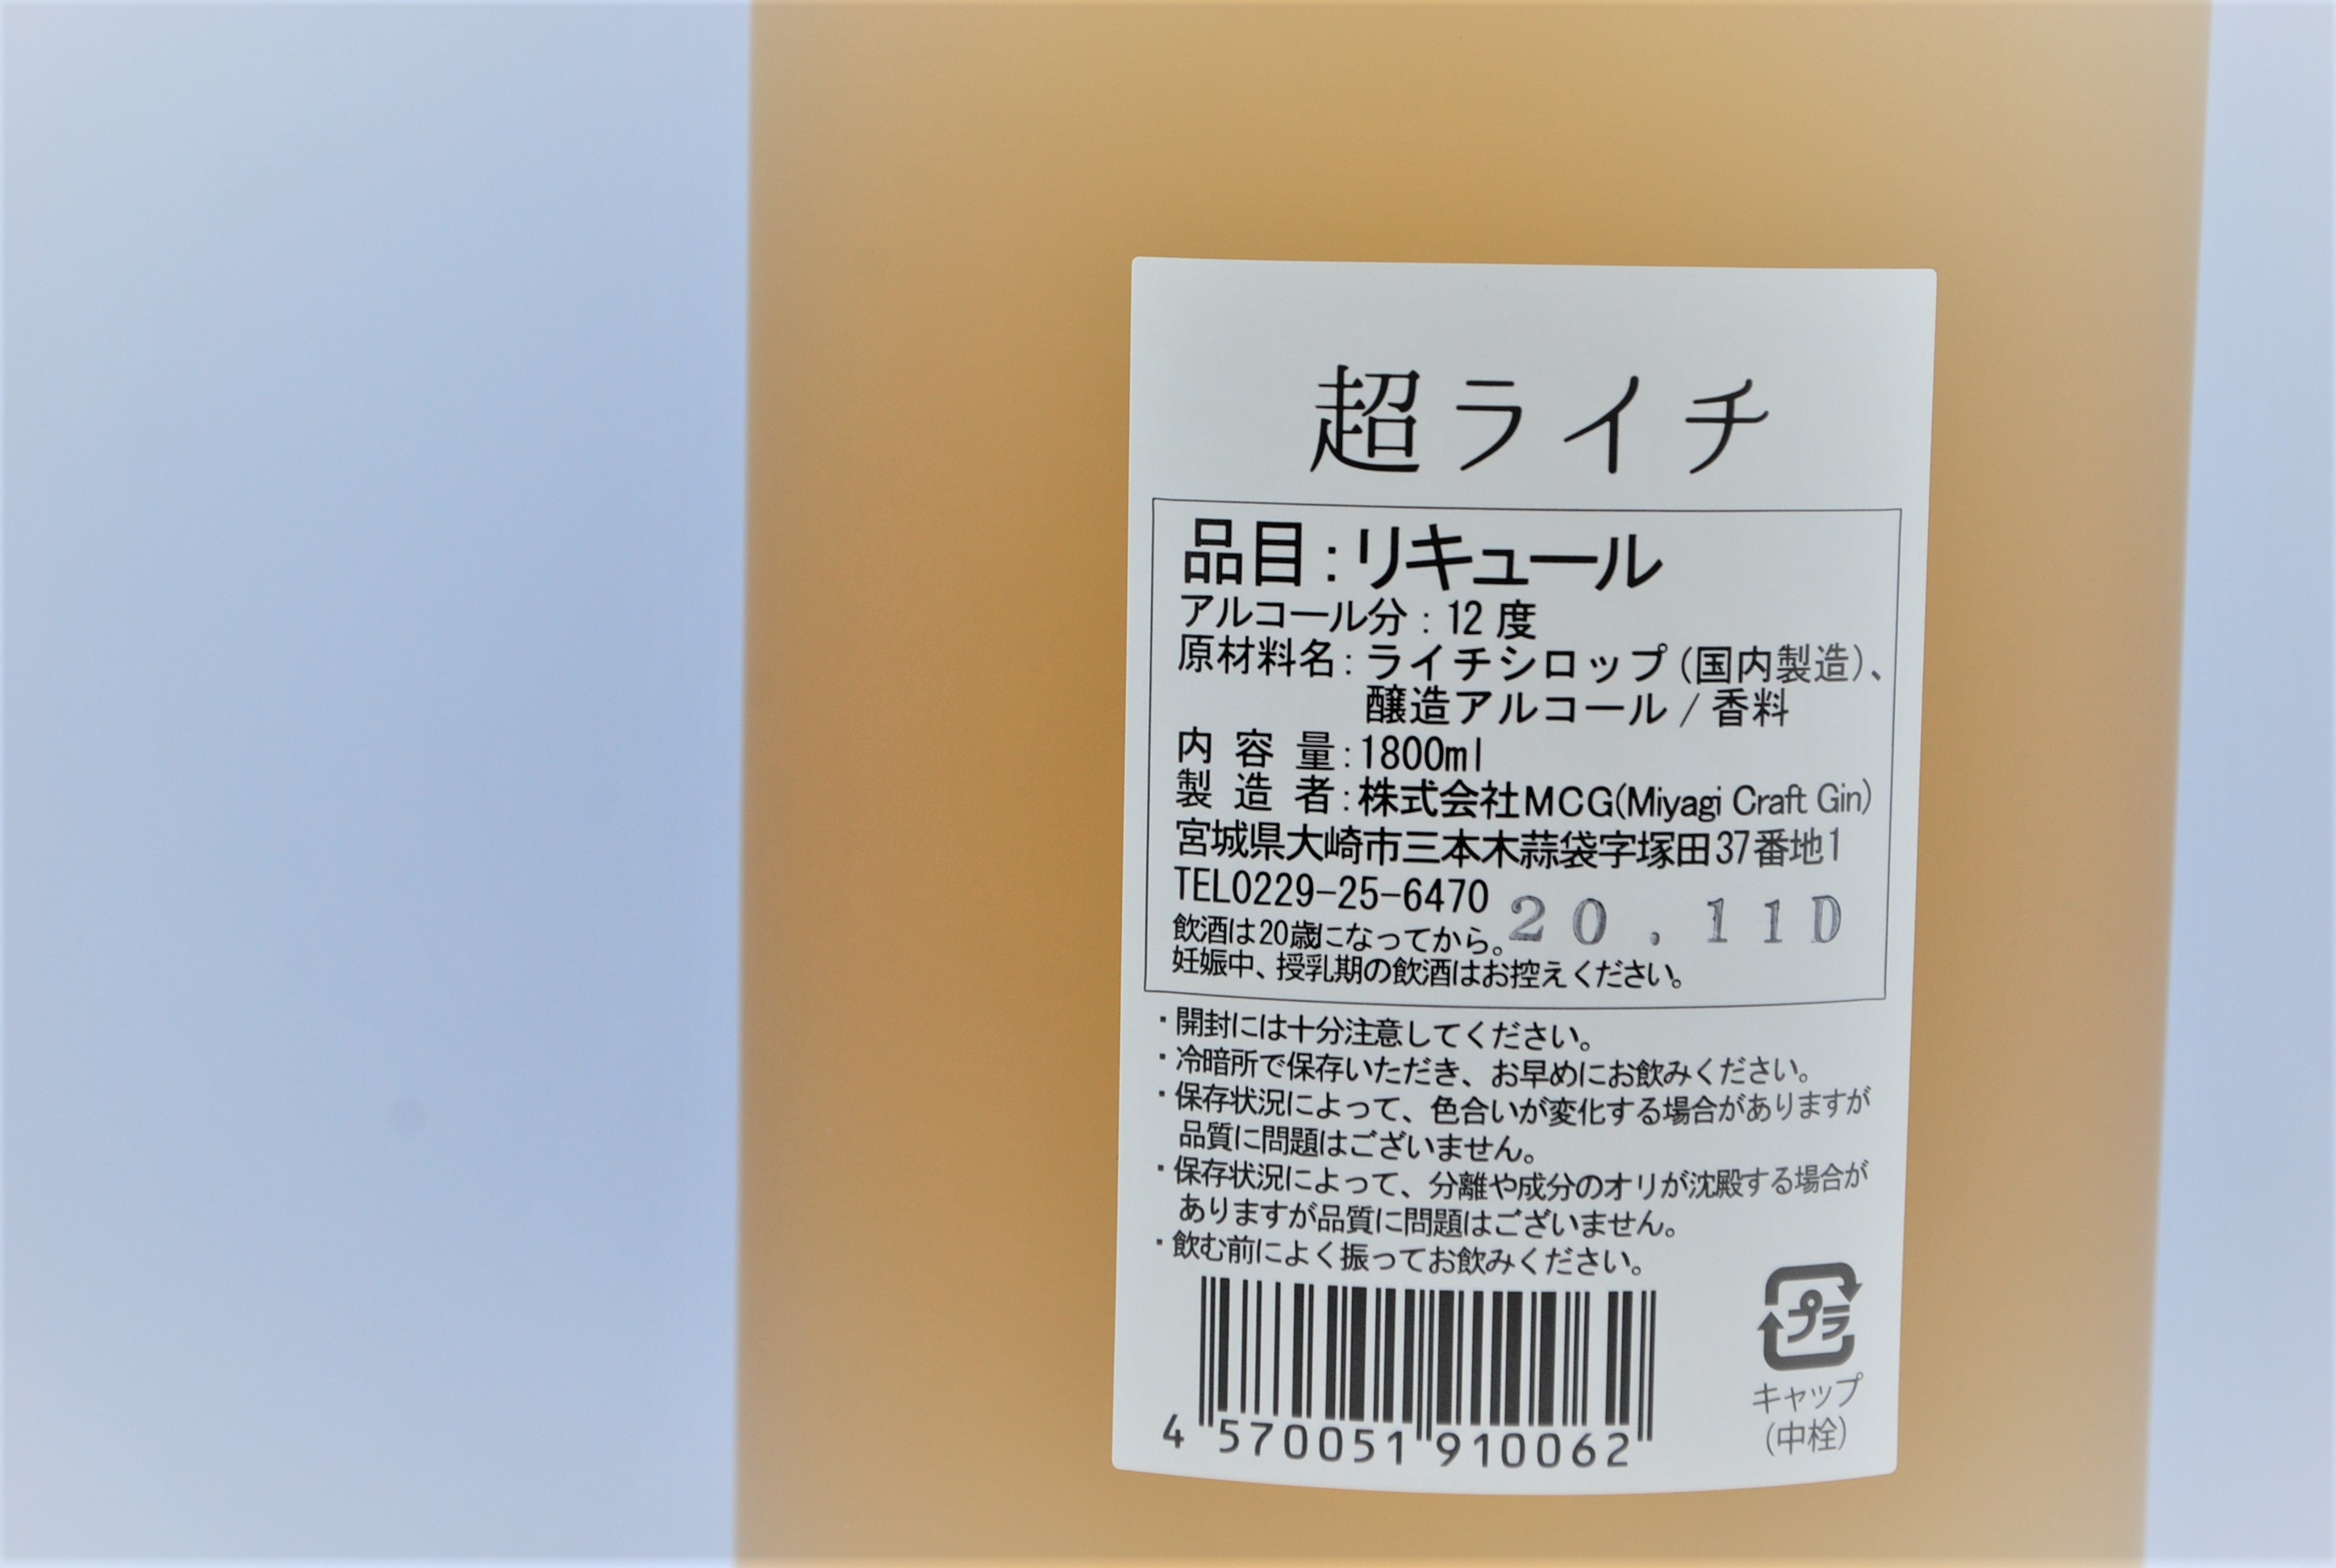 超ライチ
品目：リキュール
アルコール分：12度
原材料名：ライチシロップ(国内製造)、
醸造アルコール/香料
内容量：1800ml
製造者：株式会社MCG(Miyagi Craft Gin)
宮城県大崎市三本木蒜袋字塚田37番地1
TEL0229-25-6470
20.11D
飲酒は20歳になってから。
妊娠中、授乳期の飲酒はお控えください。
・開封には十分注意してください。
・冷暗所で保存いただき、お早めにお飲みください。
・保存状況によって、色合いが変化する場合がありますが
品質に問題はございません。
・保存状況によって、分離や成分のオリが沈殿する場合が
ありますが品質に問題はございません。
・飲む前によく振ってお飲みください。
プラ
キャップ
(中栓)
4 570051 910062